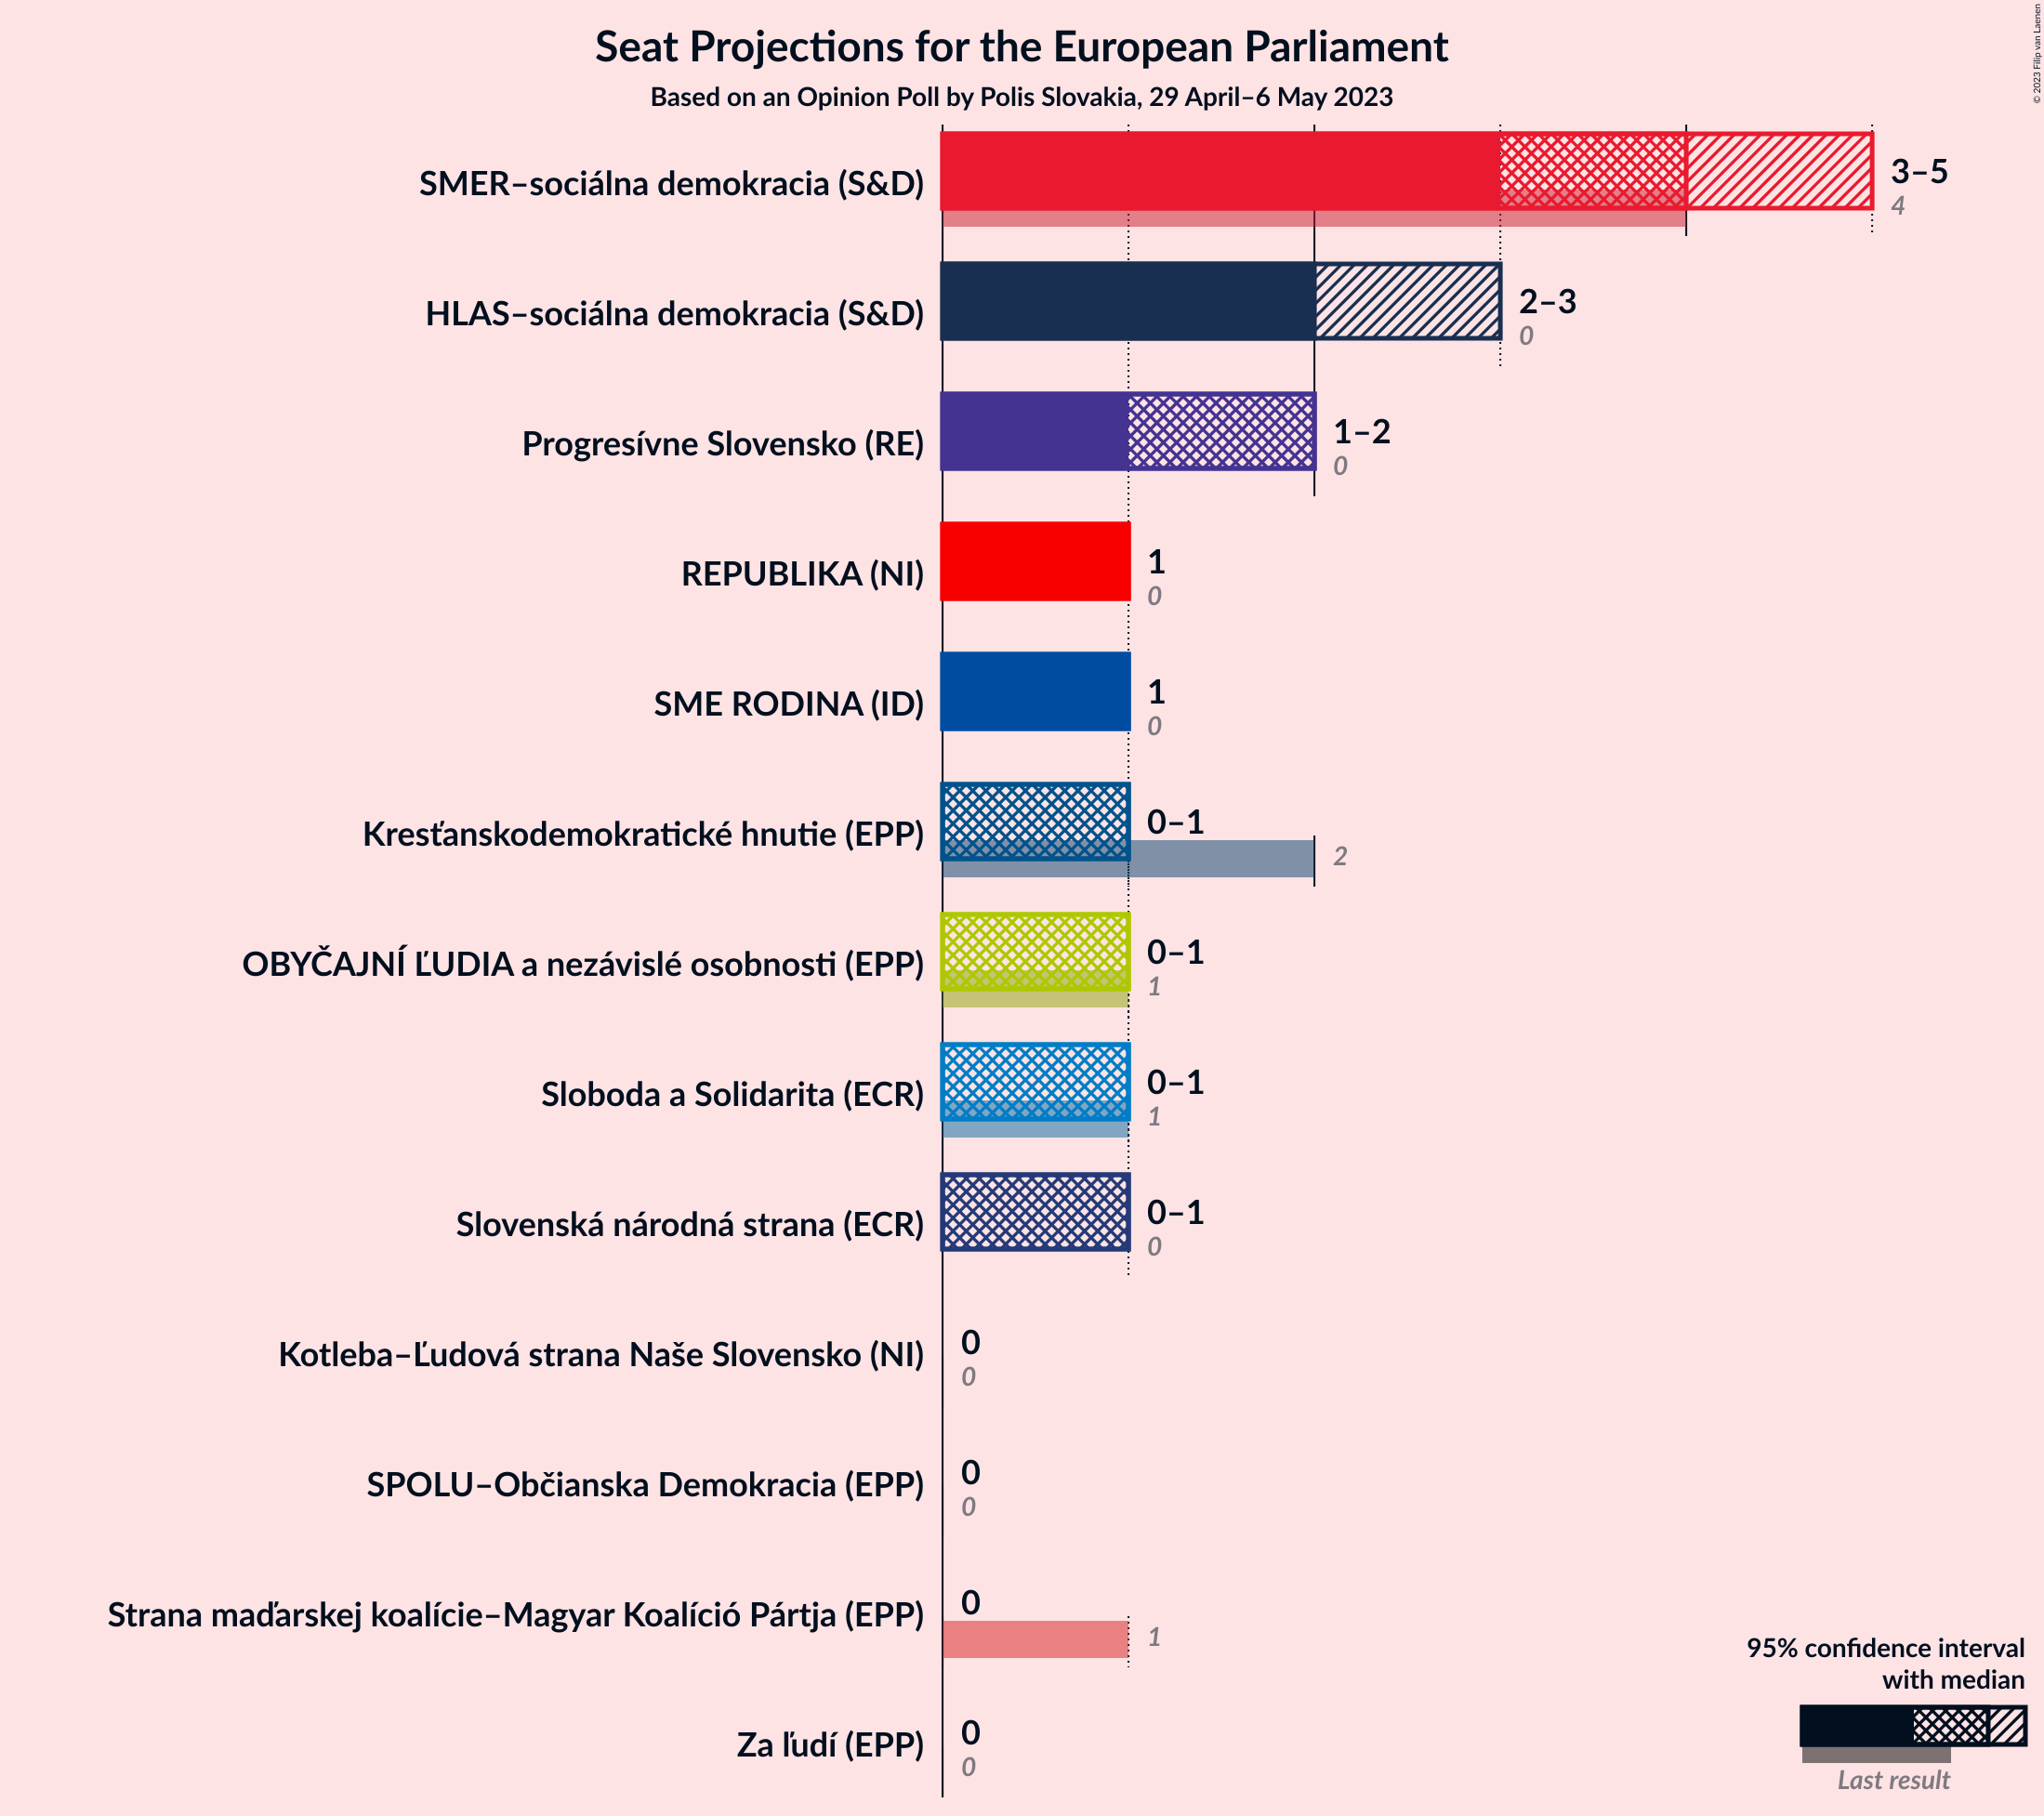 © 2023 Filip van Laenen
Seat Projections for the European Parliament
Based on an Opinion Poll by Polis Slovakia, 29 April–6 May 2023
SMER–sociálna demokracia (S&D)
3–5
4
HLAS–sociálna demokracia (S&D)
2–3
0
Progresívne Slovensko (RE)
1–2
0
REPUBLIKA (NI)
1
0
SME RODINA (ID)
1
0
Kresťanskodemokratické hnutie (EPP)
0–1
2
OBYČAJNÍ ĽUDIA a nezávislé osobnosti (EPP)
0–1
1
Sloboda a Solidarita (ECR)
0–1
1
Slovenská národná strana (ECR)
0–1
0
Kotleba–Ľudová strana Naše Slovensko (NI)
0
0
SPOLU–Občianska Demokracia (EPP)
0
0
Strana maďarskej koalície–Magyar Koalíció Pártja (EPP)
0
1
Za ľudí (EPP)
0
0
95% confidence interval
with median
Last result